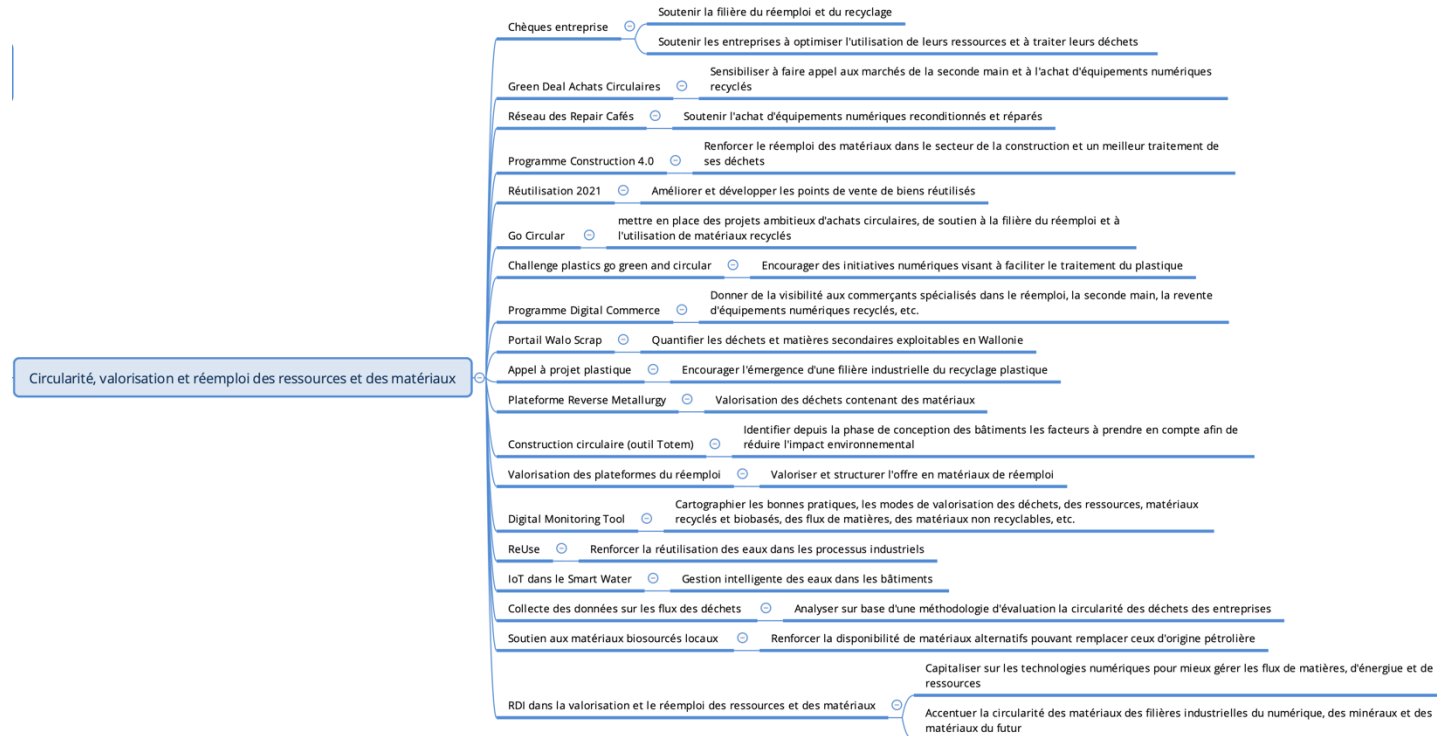 Soutenir la filière du réemploi et du recyclage
Chèques entreprise
Soutenir les entreprises à optimiser l'utilisation de leurs ressources et à traiter leurs déchets
Sensibiliser à faire appel aux marchés de la seconde main et à l'achat d'équipements numériques
Green Deal Achats Circulaires
recyclés
Réseau des Repair Cafés
Soutenir l'achat d'équipements numériques reconditionnés et réparés
Renforcer le réemploi des matériaux dans le secteur de la construction et un meilleur traitement de
Programme Construction 4.0
ses déchets
Réutilisation 2021
Améliorer et développer les points de vente de biens réutilisés
mettre en place des projets ambitieux d'achats circulaires, de soutien à la filière du réemploi et à
Go Circular
l'utilisation de matériaux recyclés
Challenge plastics go green and circular
Encourager des initiatives numériques visant à faciliter le traitement du plastique
Donner de la visibilité aux commerçants spécialisés dans le réemploi, la seconde main, la revente
Programme Digital Commerce
d'équipements numériques recyclés, etc.
Portail Walo Scrap
Quantifier les déchets et matières secondaires exploitables en Wallonie
Circularité, valorisation et réemploi des ressources et des matériaux
Appel à projet plastique
Encourager l'émergence d'une filière industrielle du recyclage plastique
Plateforme Reverse Metallurgy
Valorisation des déchets contenant des matériaux
Identifier depuis la phase de conception des bâtiments les facteurs à prendre en compte afin de
Construction circulaire (outil Totem)
réduire l'impact environnemental
Valorisation des plateformes du réemploi
Valoriser et structurer l'offre en matériaux de réemploi
Cartographier les bonnes pratiques, les modes de valorisation des déchets, des ressources, matériaux
Digital Monitoring Tool
recyclés et biobasés, des flux de matières, des matériaux non recyclables, etc.
ReUse
Renforcer la réutilisation des eaux dans les processus industriels
IoT dans le Smart Water
Gestion intelligente des eaux dans les bâtiments
Collecte des données sur les flux des déchets
Analyser sur base d'une méthodologie d'évaluation la circularité des déchets des entreprises
Soutien aux matériaux biosourcés locaux
Renforcer la disponibilité de matériaux alternatifs pouvant remplacer ceux d'origine pétrolière
Capitaliser sur les technologies numériques pour mieux gérer les flux de matières, d'énergiue et de
ressources
RDI dans la valorisation et le réemploi des ressources et des matériaux
Accentuer la circularité des matériaux des filières industrielles du numérique, des minéraux et des
matériaux du futur